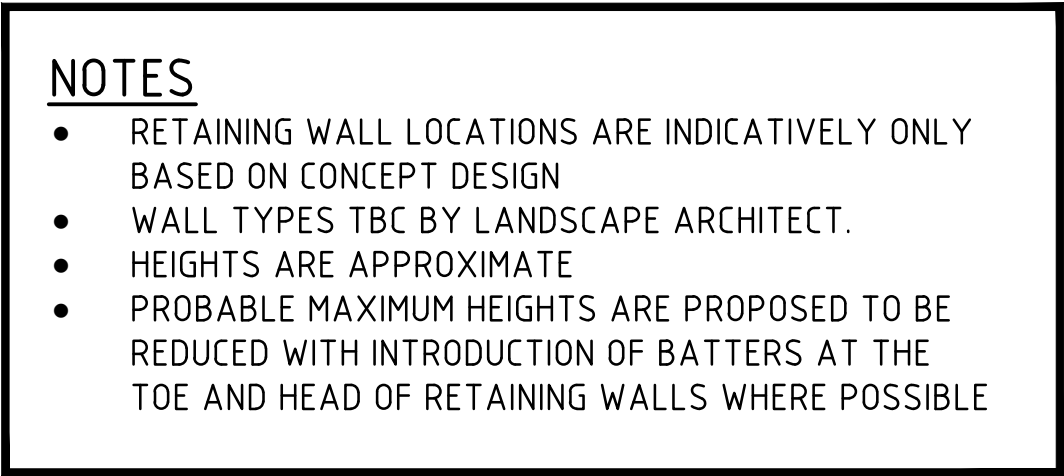 NOTES
• RETAINING WALL LOCATIONS ARE INDICATIVELY ONLY
BASED ON CONCEPT DESIGN
• WALL TYPES TBC BY LANDSCAPE ARCHITECT.
• HEIGHTS ARE APPROXIMATE
• PROBABLE MAXIMUM HEIGHTS ARE PROPOSED TO BE
REDUCED WITH INTRODUCTION OF BATTERS AT THE
TOE AND HEAD OF RETAINING WALLS WHERE POSSIBLE